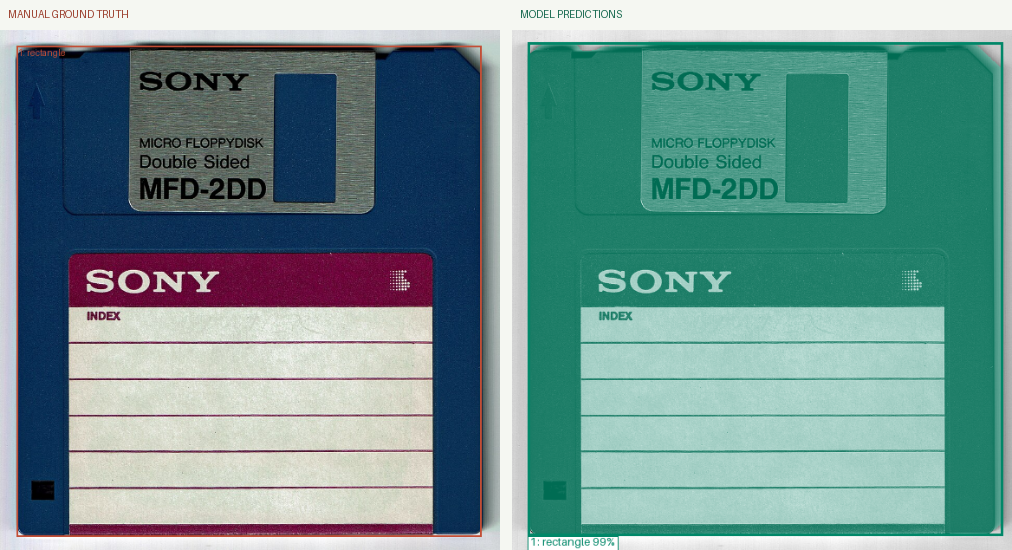 MANUAL GROUND TRUTH
MODEL PREDICTIONS
1: rectangle
SONY
MICRO FLOPPYDISK
Double Sided
MFD-2DD
SONY
INDEX
SONY
MICRO FLOPPYDISK
Double Sided
MFD-2DD
SONY
INDEX
1: rectangle 99%